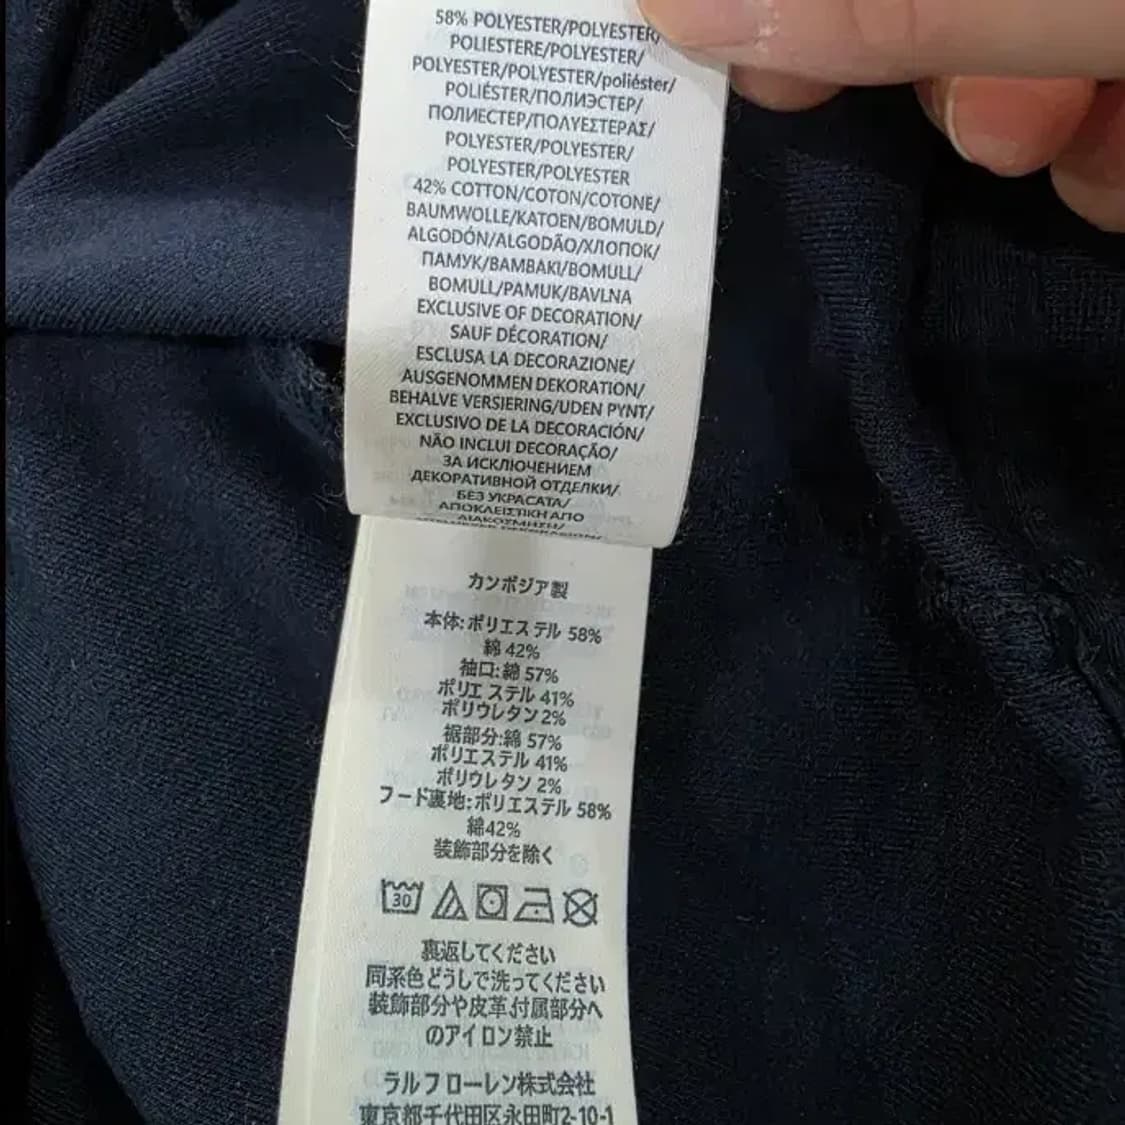 58% POLYESTER/POLYESTER/
POLIESTERE/POLYESTER/
POLYESTER/POLYESTER/poliéster/
POLIÉSTER/ПОЛИЭСТЕР/
ПОЛИЕСТЕР/ΠΟΛΥΕΣΤΕΡΑΣ/
POLYESTER/POLYESTER/
POLYESTER/POLYESTER
42% COTTON/COTON/COTONE/
BAUMWOLLE/KATOEN/BOMULD/
ALGODÓN/ALGODÃO/ХЛОПОК/
ПАМУК/ΒΑΜΒΑΚΙ/BOMULL/
BOMULL/PAMUK/BAVLNA
EXCLUSIVE OF DECORATION/
SAUF DÉCORATION/
ESCLUSA LA DECORAZIONE/
AUSGENOMMEN DEKORATION/
BEHALVE VERSIERING/UDEN PYNT/
EXCLUSIVO DE LA DECORACIÓN/
NÃO INCLUI DECORAÇÃO/
ЗА ИСКЛЮЧЕНИЕМ
ДЕКОРАТИВНОЙ ОТДЕЛКИ/
БЕЗ УКРАСАТА/
ΑΠΟΚΛΕΙΣΤΙΚΗ ΑΠΟ
ΔΙΑΚΟΣΜΗΣΗ/
カンボジア製
本体:ポリエステル 58%
綿 42%
袖口:綿 57%
ポリエステル 41%
ポリウレタン 2%
裾部分:綿 57%
ポリエステル 41%
ポリウレタン 2%
フード裏地:ポリエステル 58%
綿42%
装飾部分を除く
30
裏返してください
同系色どうしで洗ってください
装飾部分や皮革付属部分へ
のアイロン禁止
ラルフ ローレン株式会社
東京都千代田区永田町2-10-1